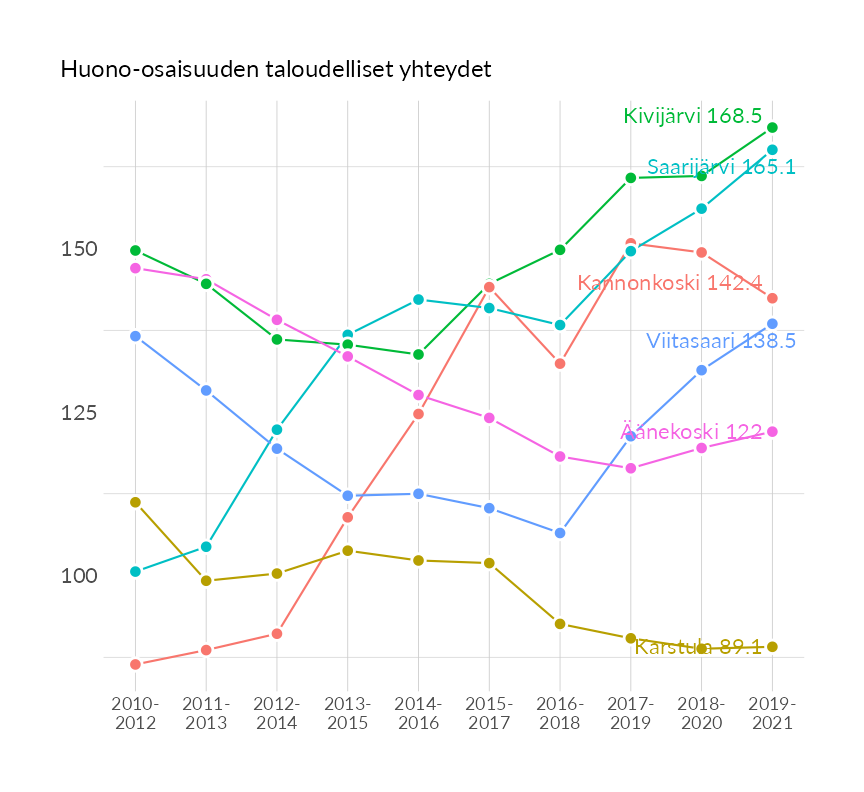 Huono-osaisuuden taloudelliset yhteydet
Kivijärvi 168.5
Saarijärvi 165.1
150
Kannonkoski 142.4
Viitasaari 138.5
125
Äänekoski 122
100
Karstula 89.1
2010- 2011- 2012- 2013- 2014- 2015- 2016- 2017- 2018- 2019-
2012 2013 2014 2015 2016 2017 2018 2019 2020 2021